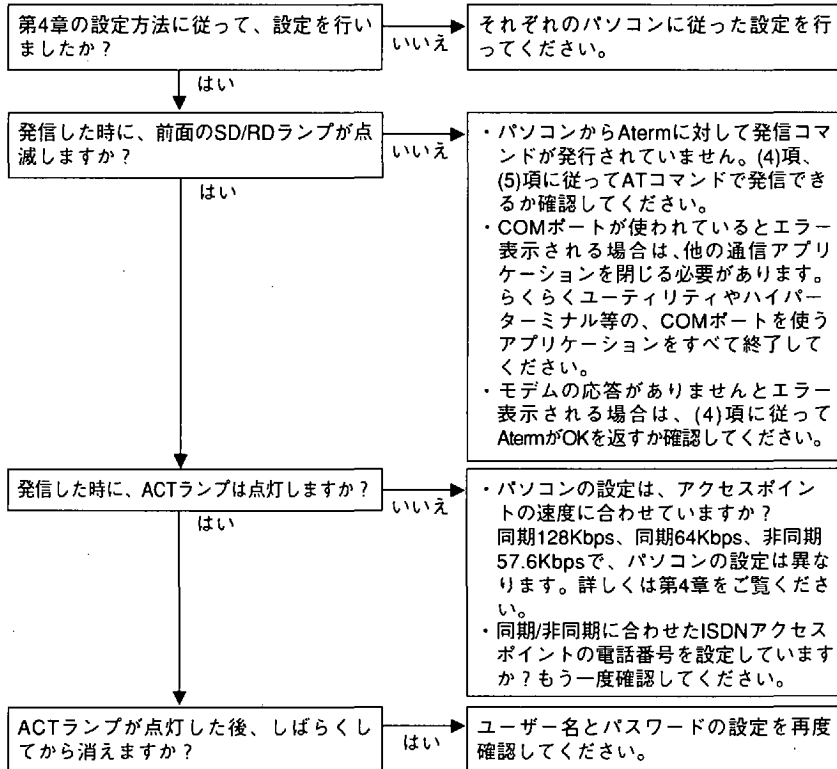 第4章の設定方法に従って、設定を行い
ましたか？
いいえ
それぞれのパソコンに従った設定を行
ってください。
はい
発信した時に、前面のSD/RDランプが点
滅しますか？
いいえ
・パソコンからAtermに対して発信コマ
ンドが発行されていません。(4)項、
(5)項に従ってATコマンドで発信でき
るか確認してください。
・COMポートが使われているとエラー
表示される場合は、他の通信アプリ
ケーションを閉じる必要があります。
らくらくユーティリティやハイパー
ターミナル等の、COMポートを使う
アプリケーションをすべて終了して
ください。
・モデムの応答がありませんとエラー
表示される場合は、(4)項に従って
AtermがOKを返すか確認してください。
はい
発信した時に、ACTランプは点灯しますか？
いいえ
・パソコンの設定は、アクセスポイン
トの速度に合わせていますか？
同期128Kbps、同期64Kbps、非同期
57.6Kbpsで、パソコンの設定は異な
ります。詳しくは第4章をご覧くださ
い。
・同期/非同期に合わせたISDNアクセス
ポイントの電話番号を設定しています
か？もう一度確認してください。
はい
ACTランプが点灯した後、しばらくし
てから消えますか？
はい
ユーザー名とパスワードの設定を再度
確認してください。